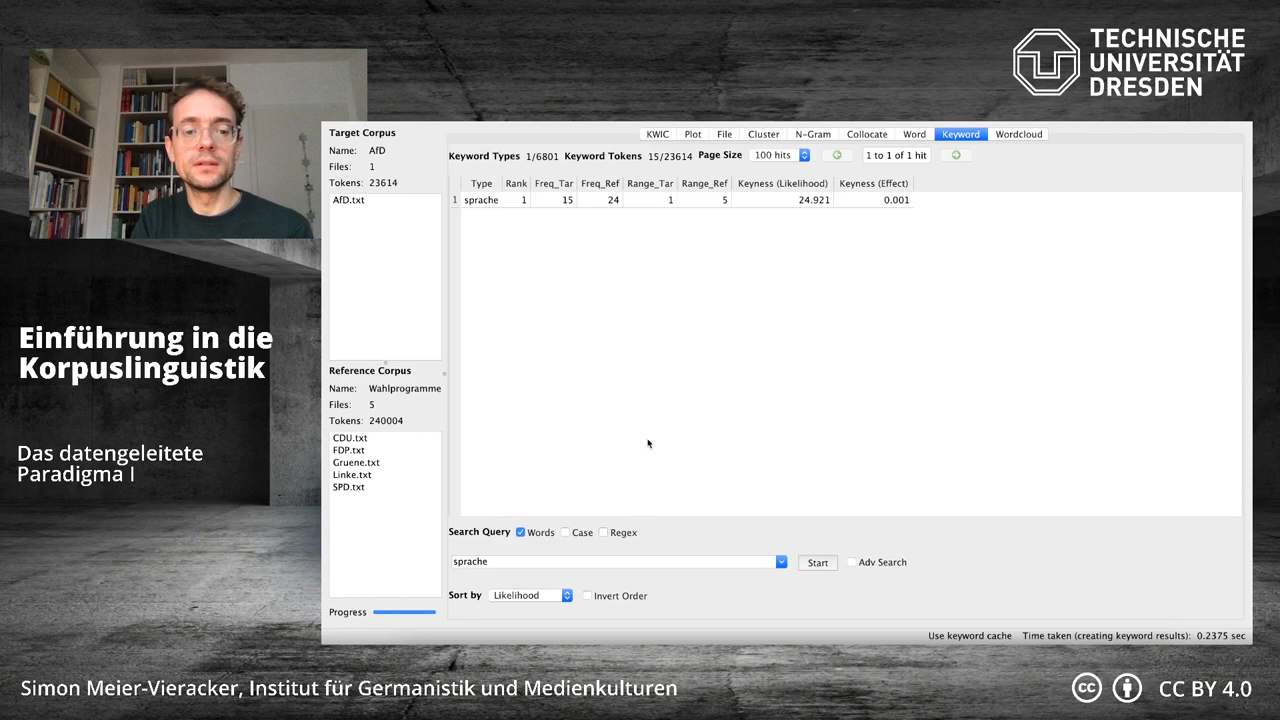 TECHNISCHE
UNIVERSITÄT
DRESDEN
Target Corpus
Name: AfD
Files: 1
Tokens: 23614
AfD.txt
Reference Corpus
Name: Wahlprogramme
Files: 5
Tokens: 240004
CDU.txt
FDP.txt
Gruene.txt
Linke.txt
SPD.txt
Progress
KWIC Plot File Cluster N-Gram Collocate Word Keyword Wordcloud
Keyword Types 1/6801 Keyword Tokens 15/23614 Page Size 100 hits 1 to 1 of 1 hit
Type Rank Freq_Tar Freq_Ref Range_Tar Range_Ref Keyness (Likelihood) Keyness (Effect)
1 sprache 1 15 24 1 5 24.921 0.001
Search Query Words Case Regex
sprache Start Adv Search
Sort by Likelihood Invert Order
Use keyword cache Time taken (creating keyword results): 0.2375 sec
Einführung in die
Korpuslinguistik
Das datengeleitete
Paradigma I
Simon Meier-Vieracker, Institut für Germanistik und Medienkulturen
cc CC BY 4.0